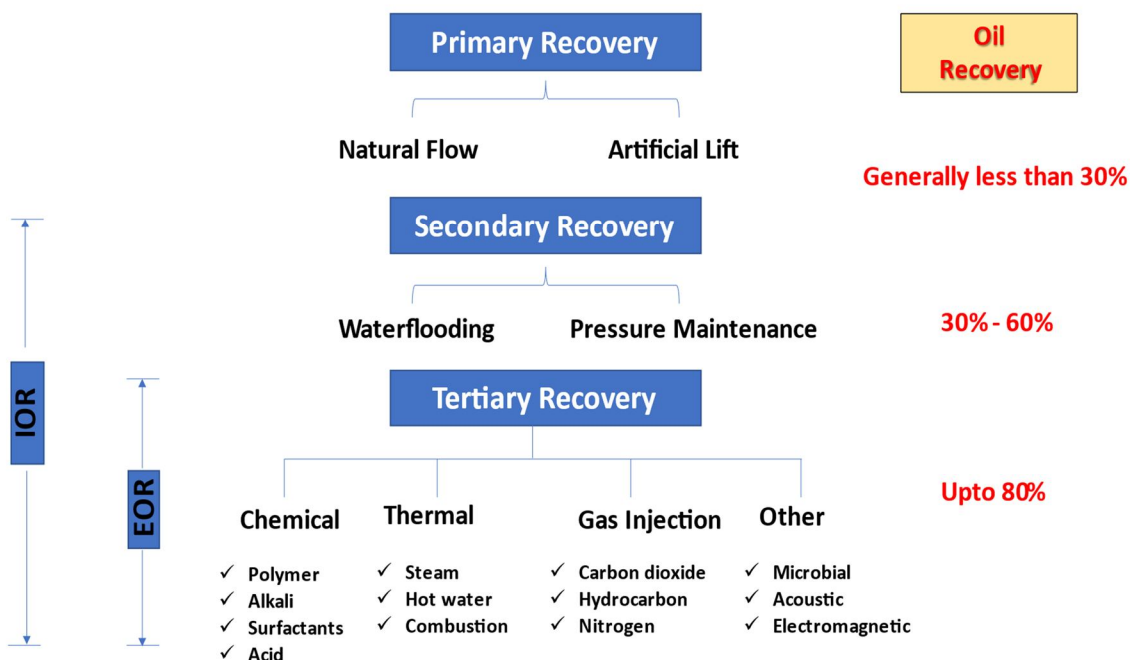 Primary Recovery
Oil
Recovery
Natural Flow
Artificial Lift
Generally less than 30%
Secondary Recovery
Waterflooding
Pressure Maintenance
30% - 60%
IOR
Tertiary Recovery
EOR
Upto 80%
Chemical
Thermal
Gas Injection
Other
✓ Polymer
✓ Alkali
✓ Surfactants
✓ Acid
✓ Steam
✓ Hot water
✓ Combustion
✓ Carbon dioxide
✓ Hydrocarbon
✓ Nitrogen
✓ Microbial
✓ Acoustic
✓ Electromagnetic